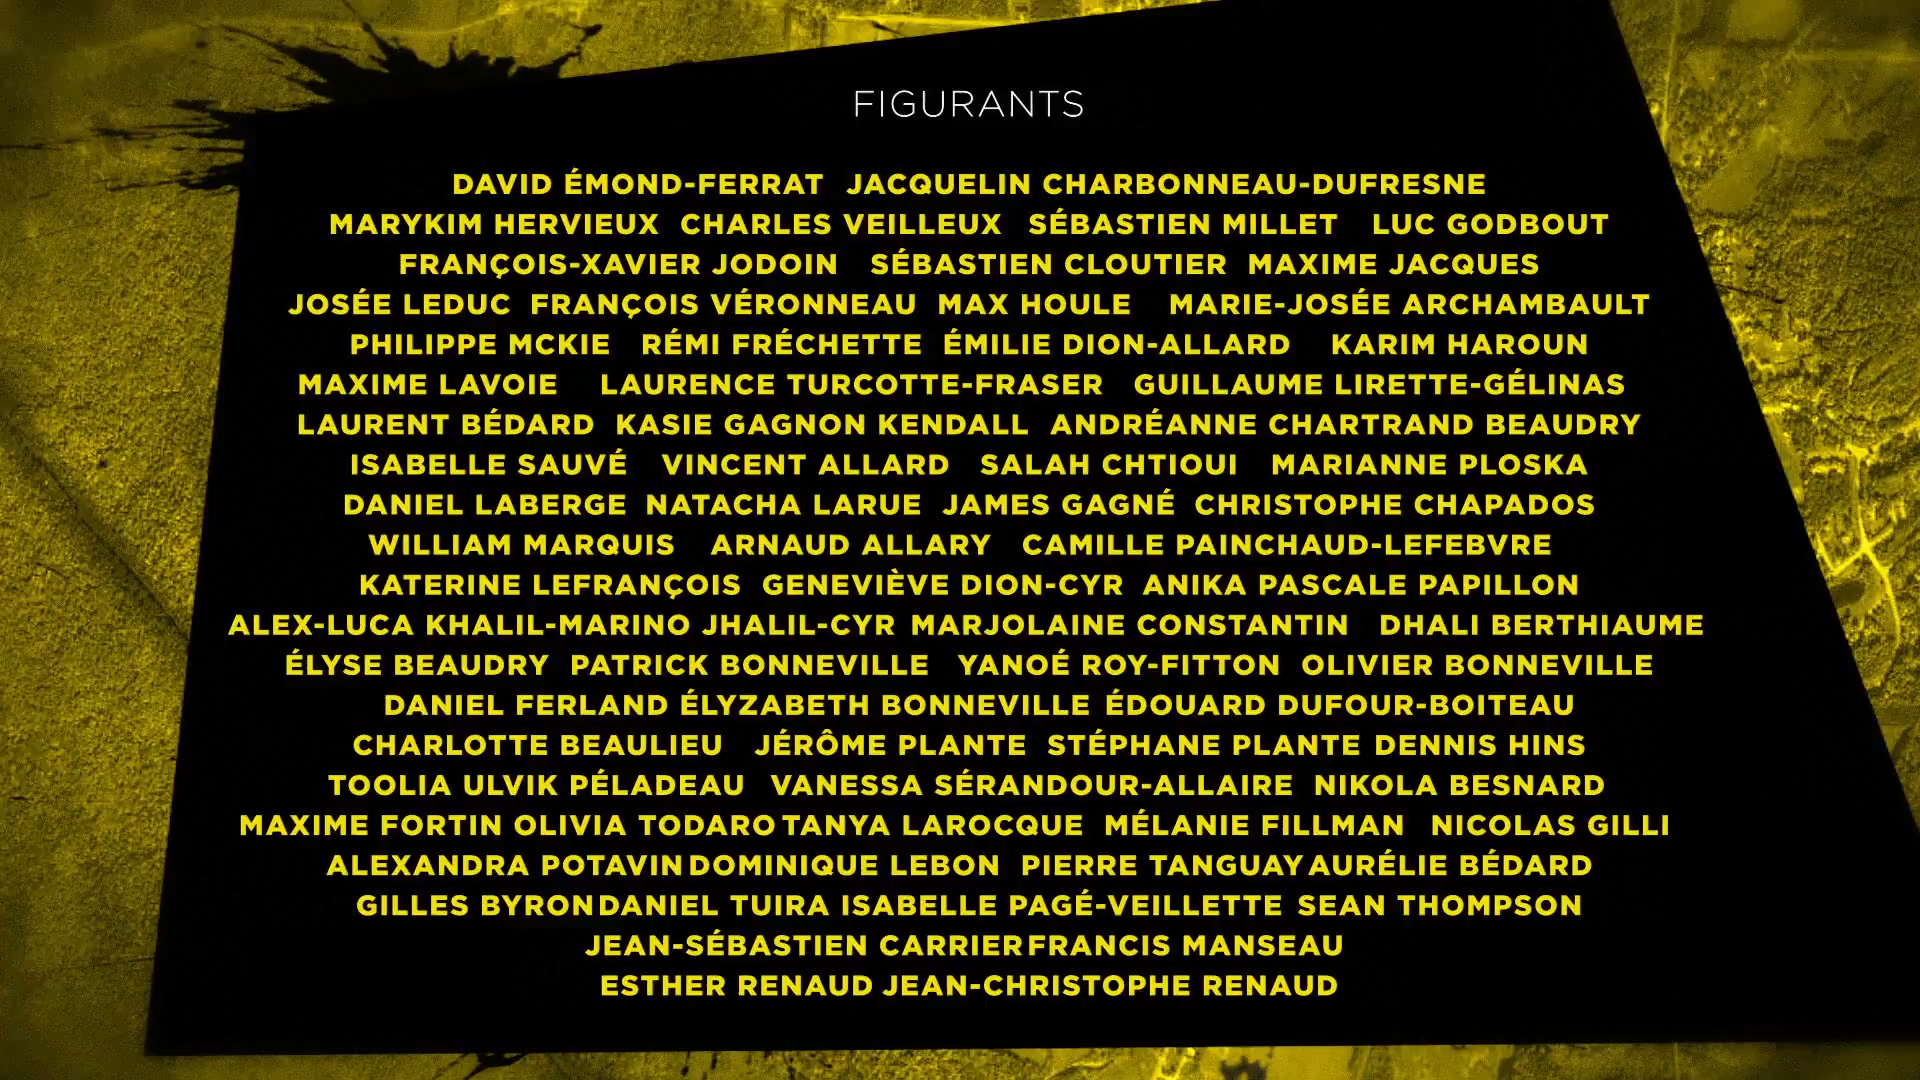 FIGURANTS
DAVID ÉMOND-FERRAT JACQUELIN CHARBONNEAU-DUFRESNE
MARYKIM HERVIEUX CHARLES VEILLEUX SÉBASTIEN MILLET LUC GODBOUT
FRANÇOIS-XAVIER JODOIN SÉBASTIEN CLOUTIER MAXIME JACQUES
JOSÉE LEDUC FRANÇOIS VÉRONNEAU MAX HOULE MARIE-JOSÉE ARCHAMBAULT
PHILIPPE MCKIE RÉMI FRÉCHETTE ÉMILIE DION-ALLARD KARIM HAROUN
MAXIME LAVOIE LAURENCE TURCOTTE-FRASER GUILLAUME LIRETTE-GÉLINAS
LAURENT BÉDARD KASIE GAGNON KENDALL ANDRÉANNE CHARTRAND BEAUDRY
ISABELLE SAUVÉ VINCENT ALLARD SALAH CHTIOUI MARIANNE PLOSKA
DANIEL LABERGE NATACHA LARUE JAMES GAGNÉ CHRISTOPHE CHAPADOS
WILLIAM MARQUIS ARNAUD ALLARY CAMILLE PAINCHAUD-LEFEBVRE
KATERINE LEFRANÇOIS GENEVIÈVE DION-CYR ANIKA PASCALE PAPILLON
ALEX-LUCA KHALIL-MARINO JHALIL-CYR MARJOLAINE CONSTANTIN DHALI BERTHIAUME
ÉLYSE BEAUDRY PATRICK BONNEVILLE YANOÉ ROY-FITTON OLIVIER BONNEVILLE
DANIEL FERLAND ÉLYZABETH BONNEVILLE ÉDOUARD DUFOUR-BOITEAU
CHARLOTTE BEAULIEU JÉRÔME PLANTE STÉPHANE PLANTE DENNIS HINS
TOOLIA ULVIK PÉLADEAU VANESSA SÉRANDOUR-ALLAIRE NIKOLA BESNARD
MAXIME FORTIN OLIVIA TODARO TANYA LAROCQUE MÉLANIE FILLMAN NICOLAS GILLI
ALEXANDRA POTAVIN DOMINIQUE LEBON PIERRE TANGUAY AURÉLIE BÉDARD
GILLES BYRON DANIEL TUIRA ISABELLE PAGÉ-VEILLETTE SEAN THOMPSON
JEAN-SÉBASTIEN CARRIER FRANCIS MANSEAU
ESTHER RENAUD JEAN-CHRISTOPHE RENAUD